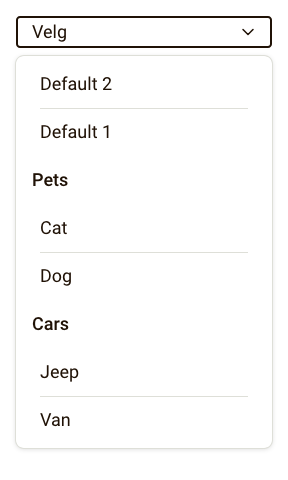 Velg
Default 2
Default 1
Pets
Cat
Dog
Cars
Jeep
Van